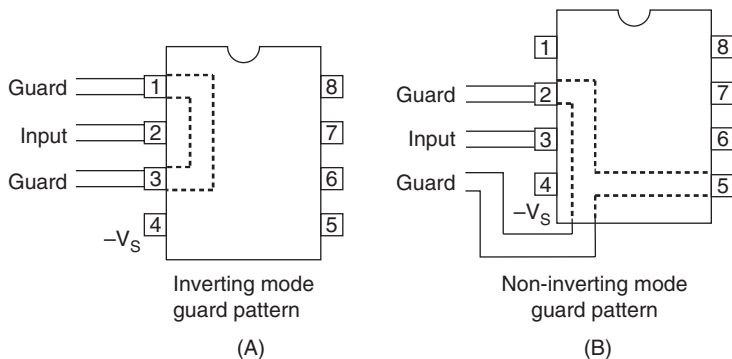 Guard
Input
Guard
1
2
3
4
–VS
8
7
6
5
Inverting mode
guard pattern
(A)
Guard
Input
Guard
1
2
3
4
–VS
8
7
6
5
Non-inverting mode
guard pattern
(B)